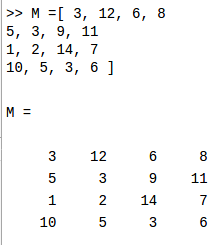 >> M =[ 3, 12, 6, 8
5, 3, 9, 11
1, 2, 14, 7
10, 5, 3, 6 ]
M =
3 12 6 8
5 3 9 11
1 2 14 7
10 5 3 6